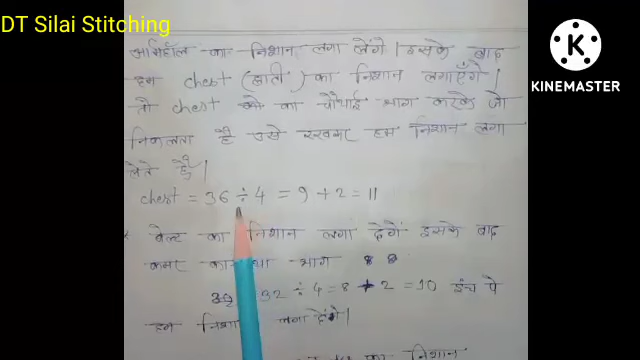 DT Silai Stitching
KINEMASTER
आर्महोल का निशान लगा लेंगे। इसके बाद
हम chest (छाती) का निशान लगाएँगे।
तो chest का चौथाई भाग करके जो
निकलता है उसे रखकर हम निशान लगा
लेते है।
chest = 36 ÷ 4 = 9 + 2 = 11
बेल्ट का निशान लगा देगें इसके बाद
कमर का भाग
32 ÷ 4 = 8 + 2 = 10 इंच पे
हम निशान लगा देंगे।
का निशान